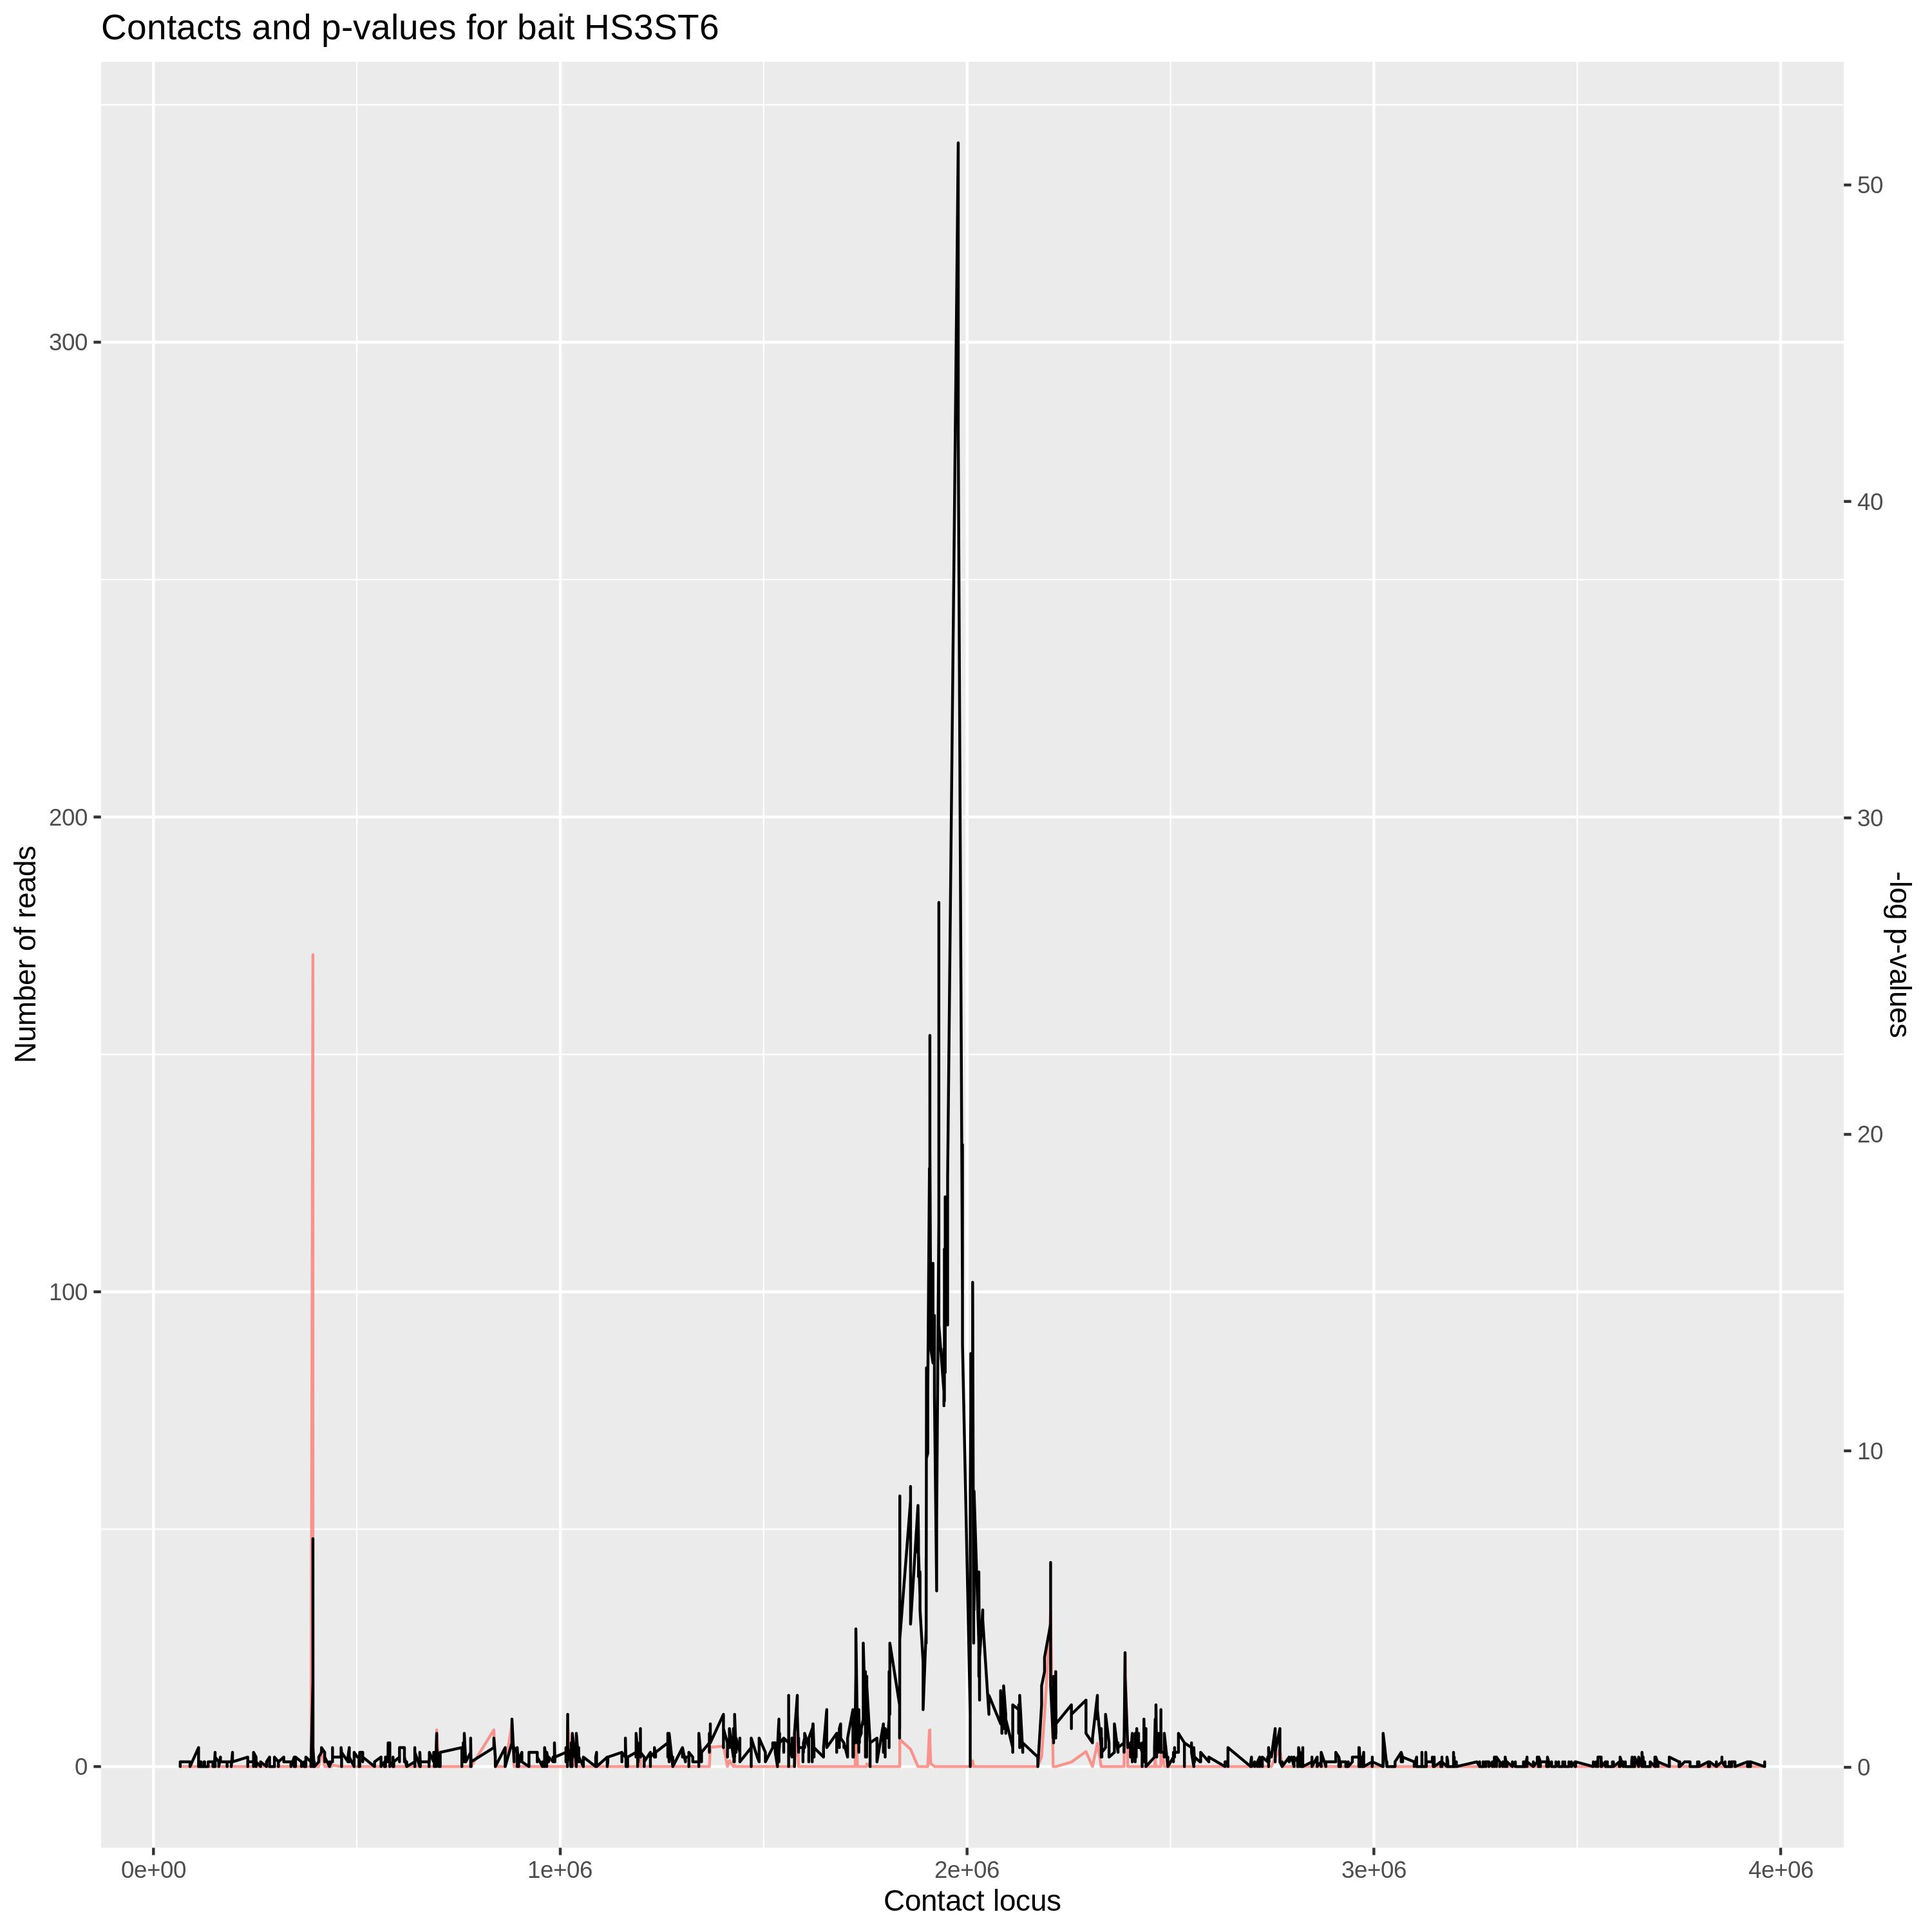 Contacts and p-values for bait HS3ST6
Number of reads
300
200
100
0
50
40
30
20
10
0
-log p-values
0e+00 1e+06 2e+06 3e+06 4e+06
Contact locus